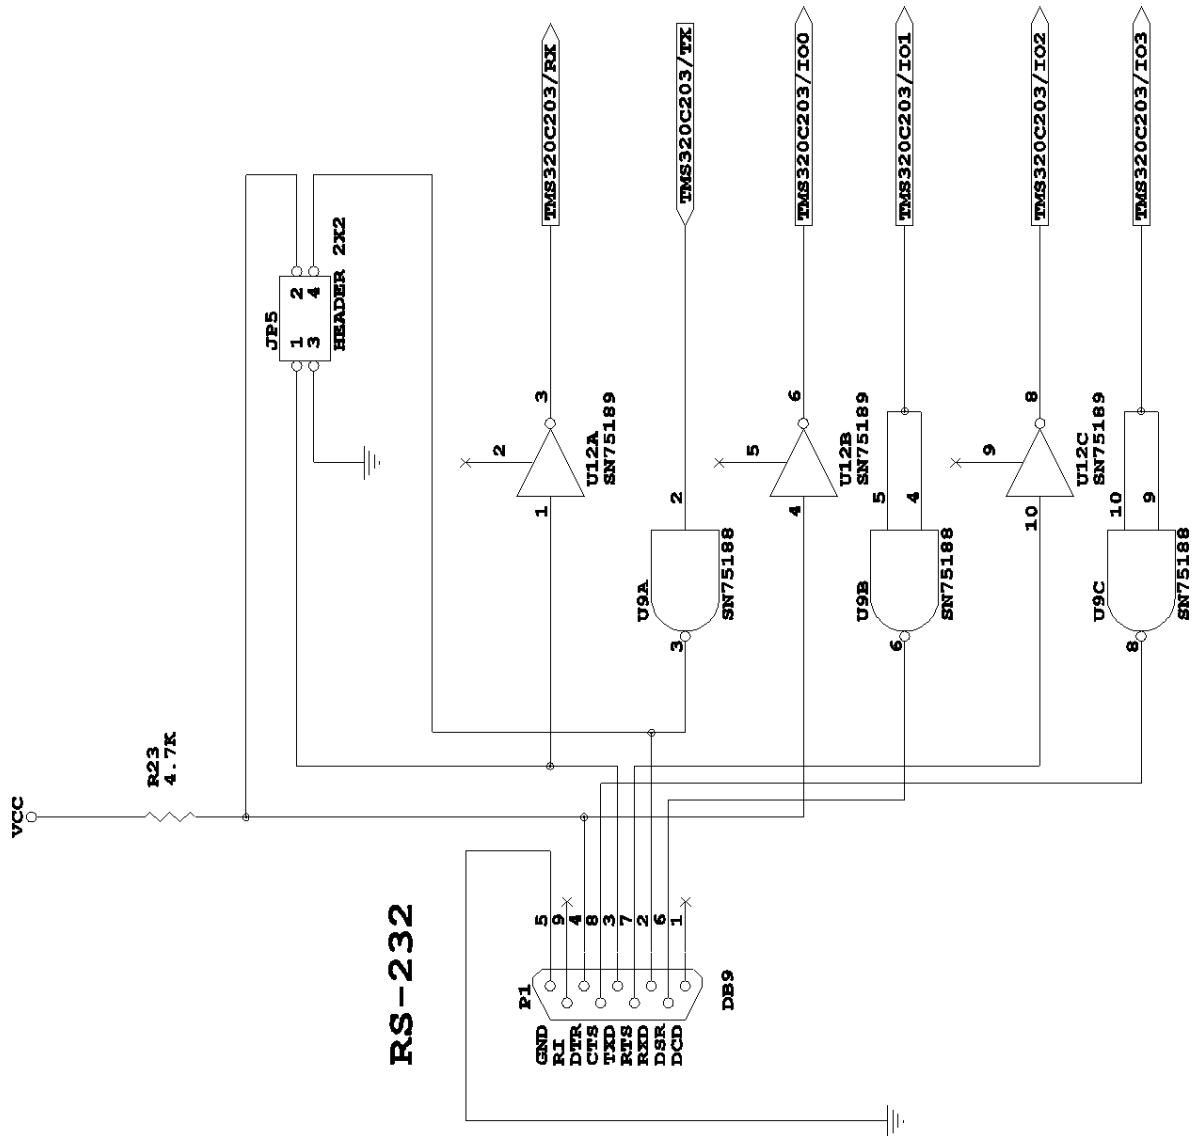 RS-232
VCC
R23
4.7K
JP5
1
2
3
4
HEADER 2X2
TMS320C203/RX
3
2
U12A
SN75189
1
TMS320C203/TX
2
U9A
SN75188
3
TMS320C203/IO0
6
5
U12B
SN75189
4
TMS320C203/IO1
5
4
U9B
SN75188
6
TMS320C203/IO2
8
9
U12C
SN75189
10
TMS320C203/IO3
10
9
U9C
SN75188
8
P1
DB9
GND
5
RI
9
DTR
4
CTS
8
TXD
3
RTS
7
RXD
2
DSR
6
DCD
1